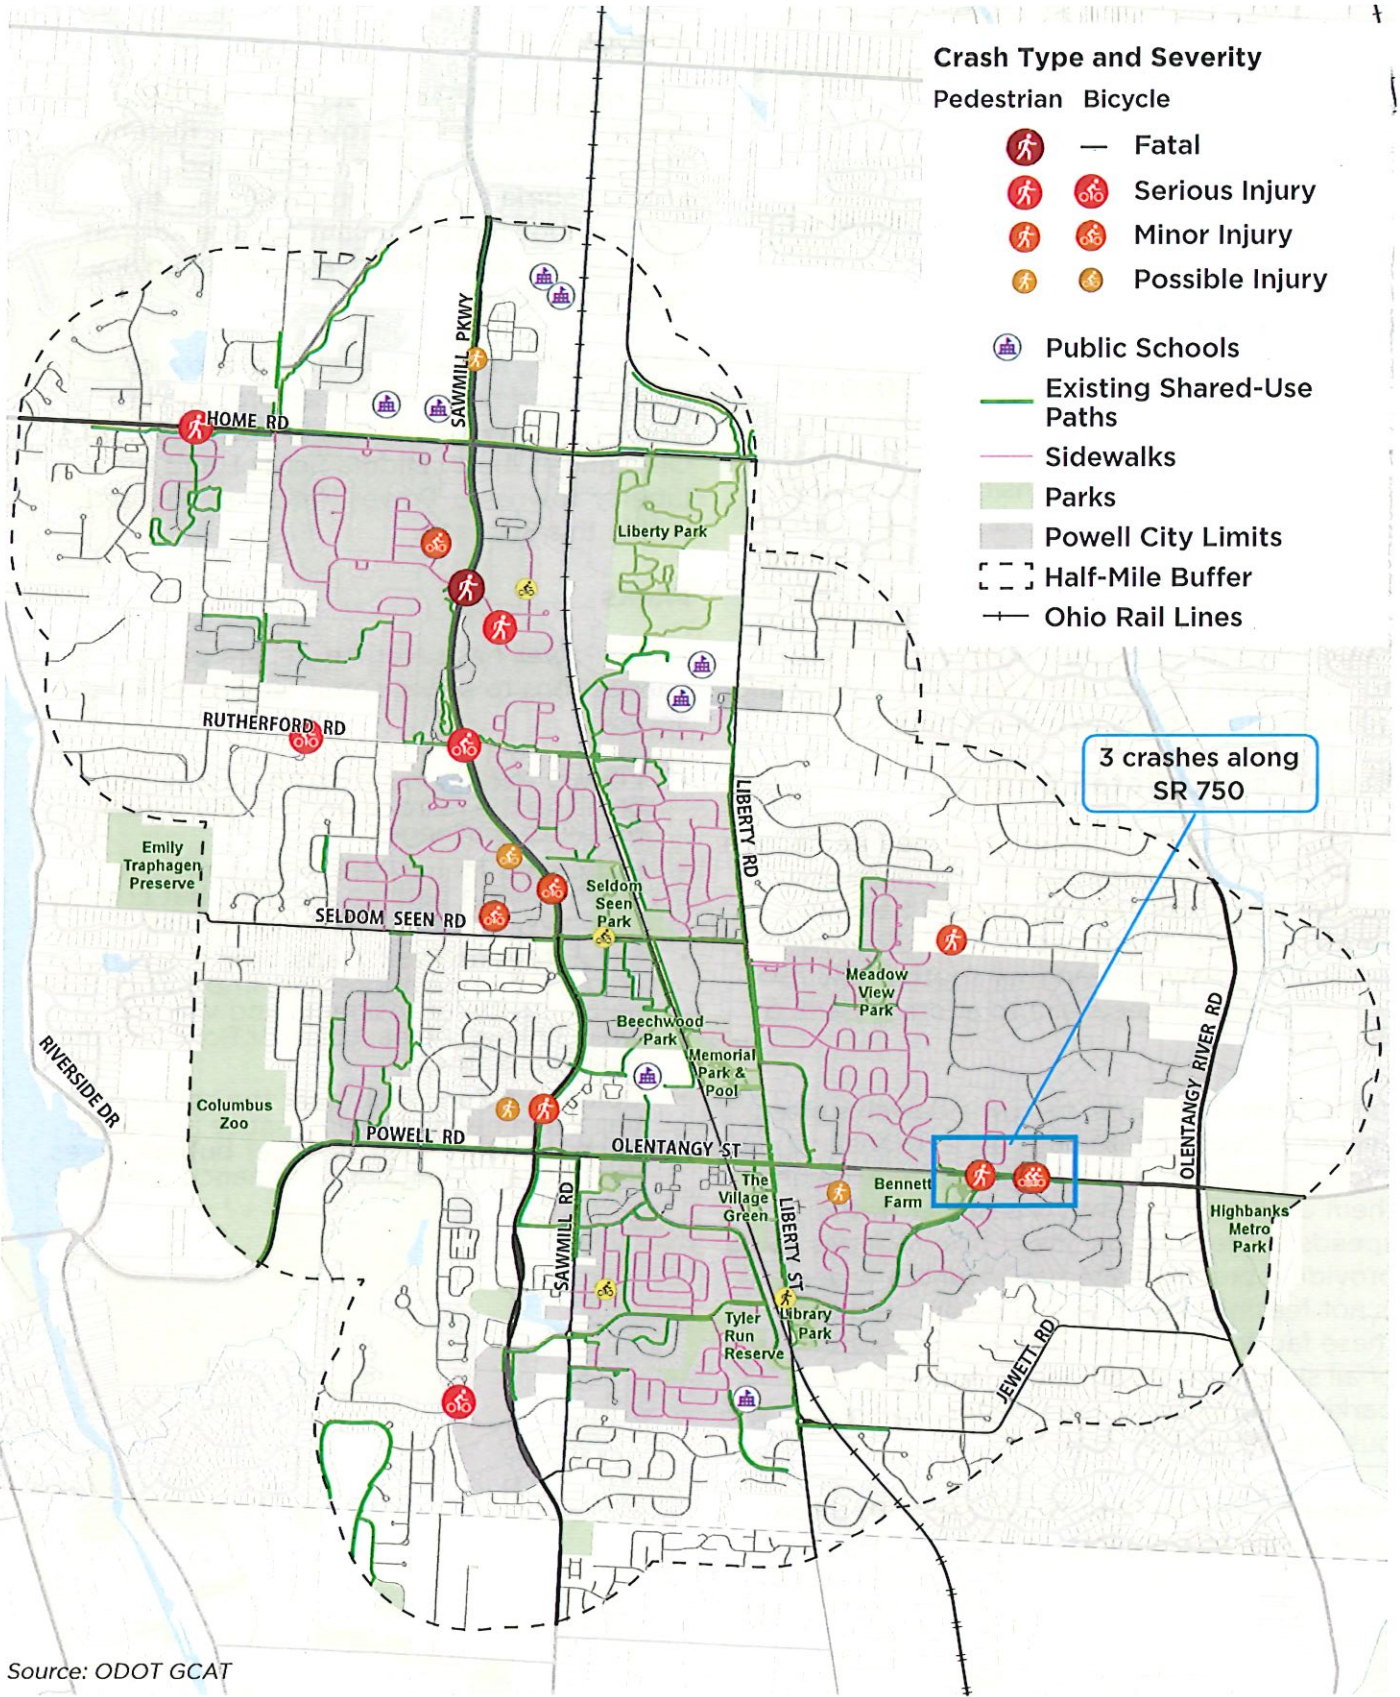 Crash Type and Severity
Pedestrian Bicycle
Fatal
Serious Injury
Minor Injury
Possible Injury
Public Schools
Existing Shared-Use
Paths
Sidewalks
Parks
Powell City Limits
Half-Mile Buffer
Ohio Rail Lines
SAWMILL PKWY
HOME RD
Liberty Park
RUTHERFORD RD
3 crashes along
SR 750
LIBERTY RD
Emily
Traphagen
Preserve
Seldom
Seen
Park
SELDOM SEEN RD
Meadow
View
Park
OLENTANGY RIVER RD
Beechwood
Park
Memorial
Park &
Pool
RIVERSIDE DR
Columbus
Zoo
POWELL RD
OLENTANGY ST
The
Village
Green
Bennett
Farm
SAWMILL RD
LIBERTY ST
Highbanks
Metro
Park
Library
Park
Tyler
Run
Reserve
JEWETT RD
Source: ODOT GCAT